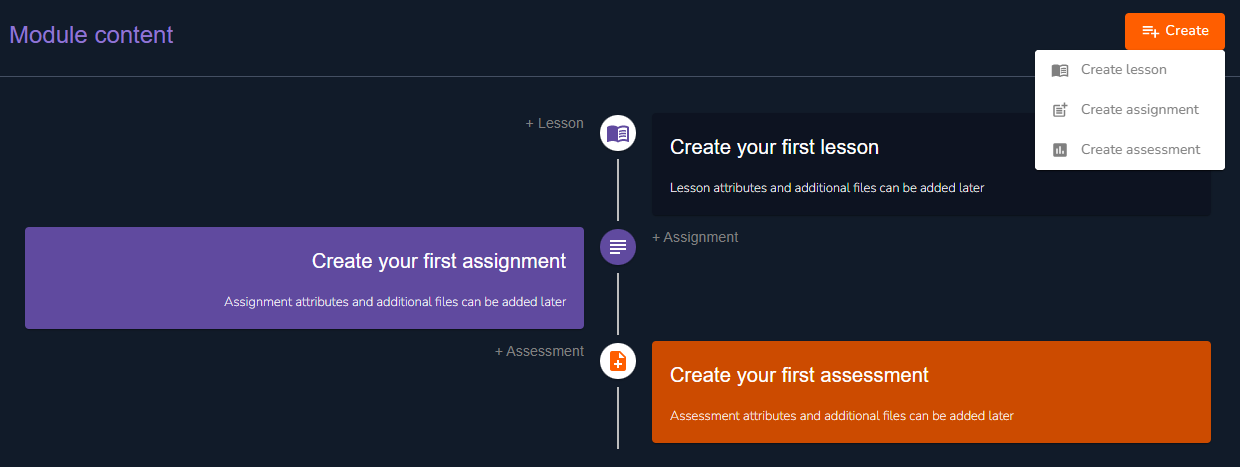 Module content
Create
Create lesson
Create assignment
Create assessment
+ Lesson
Create your first lesson
Lesson attributes and additional files can be added later
+ Assignment
Create your first assignment
Assignment attributes and additional files can be added later
+ Assessment
Create your first assessment
Assessment attributes and additional files can be added later